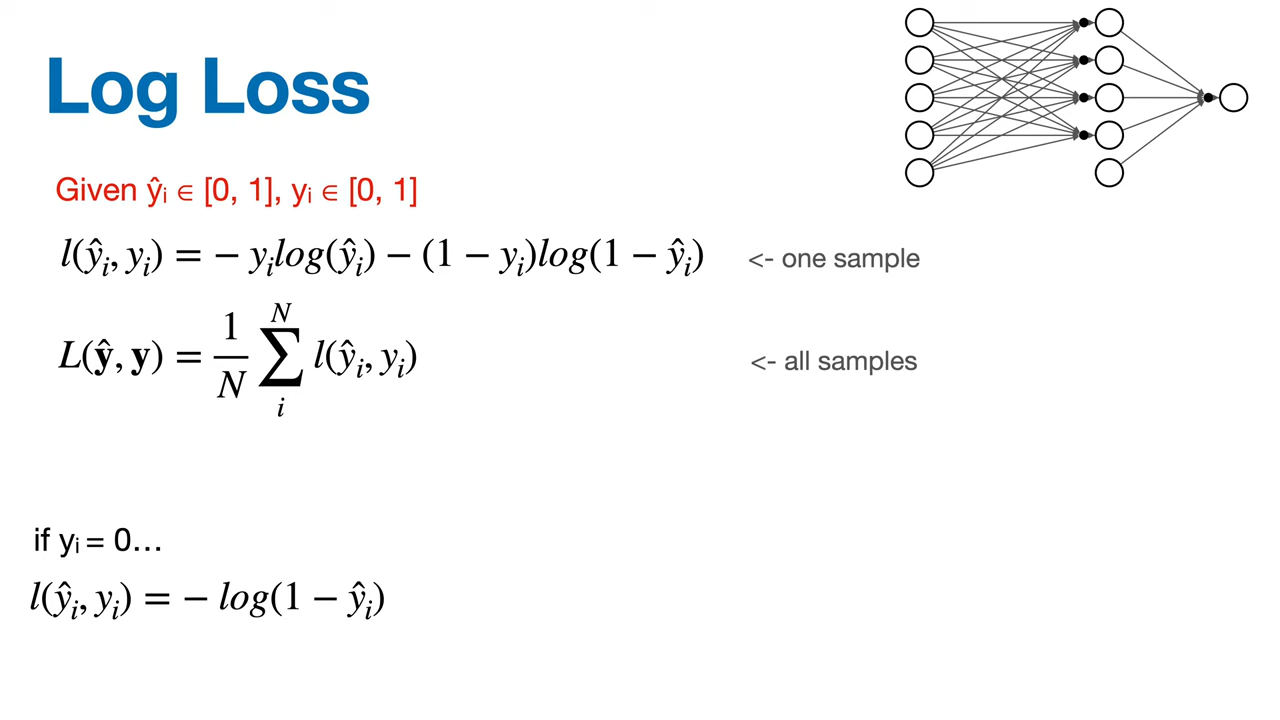 Log Loss
Given ŷᵢ ∈ [0, 1], yᵢ ∈ [0, 1]
l(ŷᵢ, yᵢ) = − yᵢlog(ŷᵢ) − (1 − yᵢ)log(1 − ŷᵢ) <- one sample
L(ŷ, y) = 1/N ∑ᵢᴺ l(ŷᵢ, yᵢ) <- all samples
if yᵢ = 0...
l(ŷᵢ, yᵢ) = − log(1 − ŷᵢ)